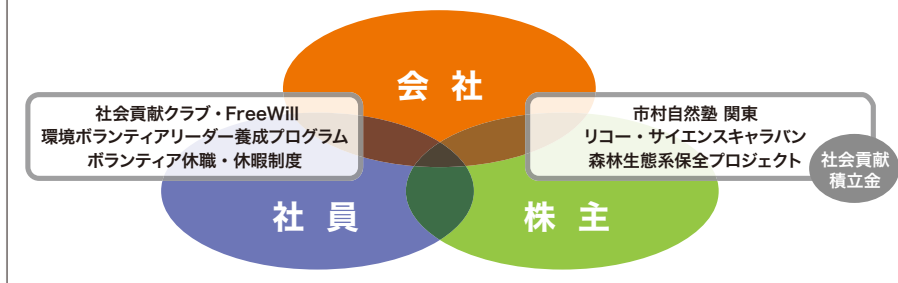 会社
社会貢献クラブ・FreeWill
環境ボランティアリーダー養成プログラム
ボランティア休職・休暇制度
市村自然塾 関東
リコー・サイエンスキャラバン
森林生態系保全プロジェクト
社会貢献
積立金
社員
株主